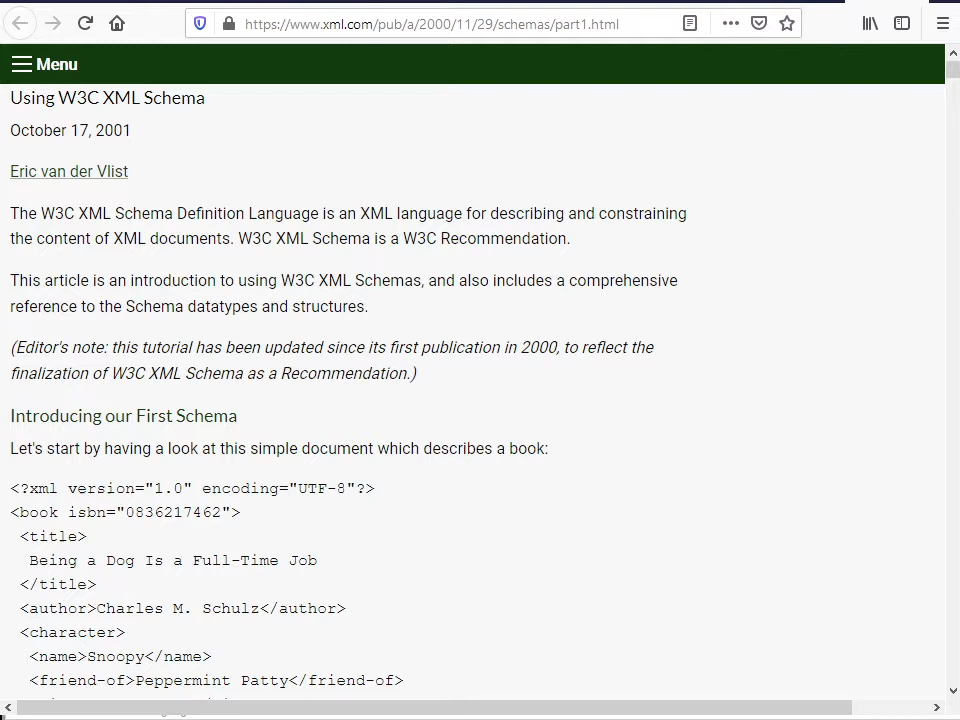 https://www.xml.com/pub/a/2000/11/29/schemas/part1.html
Menu
Using W3C XML Schema
October 17, 2001
Eric van der Vlist
The W3C XML Schema Definition Language is an XML language for describing and constraining
the content of XML documents. W3C XML Schema is a W3C Recommendation.
This article is an introduction to using W3C XML Schemas, and also includes a comprehensive
reference to the Schema datatypes and structures.
(Editor's note: this tutorial has been updated since its first publication in 2000, to reflect the
finalization of W3C XML Schema as a Recommendation.)
Introducing our First Schema
Let's start by having a look at this simple document which describes a book:
<?xml version="1.0" encoding="UTF-8"?>
<book isbn="0836217462">
<title>
Being a Dog Is a Full-Time Job
</title>
<author>Charles M. Schulz</author>
<character>
<name>Snoopy</name>
<friend-of>Peppermint Patty</friend-of>